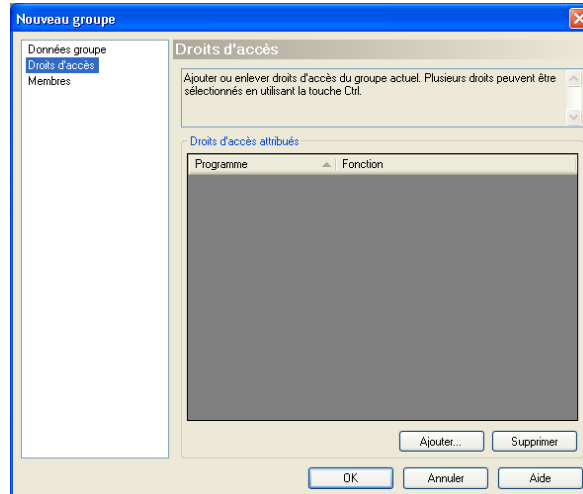 Nouveau groupe
Données groupe
Droits d'accès
Membres
Droits d'accès
Ajouter ou enlever droits d'accès du groupe actuel. Plusieurs droits peuvent être
sélectionnés en utilisant la touche Ctrl.
Droits d'accès attribués
Programme Fonction
Ajouter... Supprimer
OK Annuler Aide